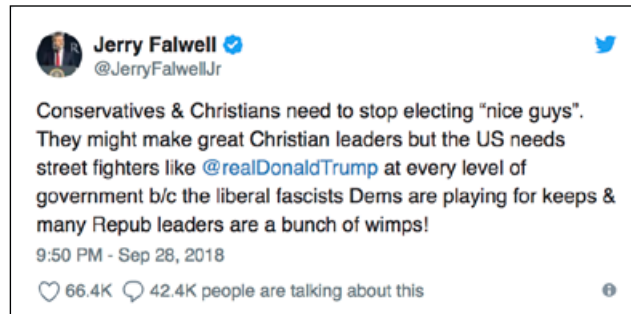 Jerry Falwell
@JerryFalwellJr
Conservatives & Christians need to stop electing “nice guys”.
They might make great Christian leaders but the US needs
street fighters like @realDonaldTrump at every level of
government b/c the liberal fascists Dems are playing for keeps &
many Repub leaders are a bunch of wimps!
9:50 PM - Sep 28, 2018
66.4K 42.4K people are talking about this